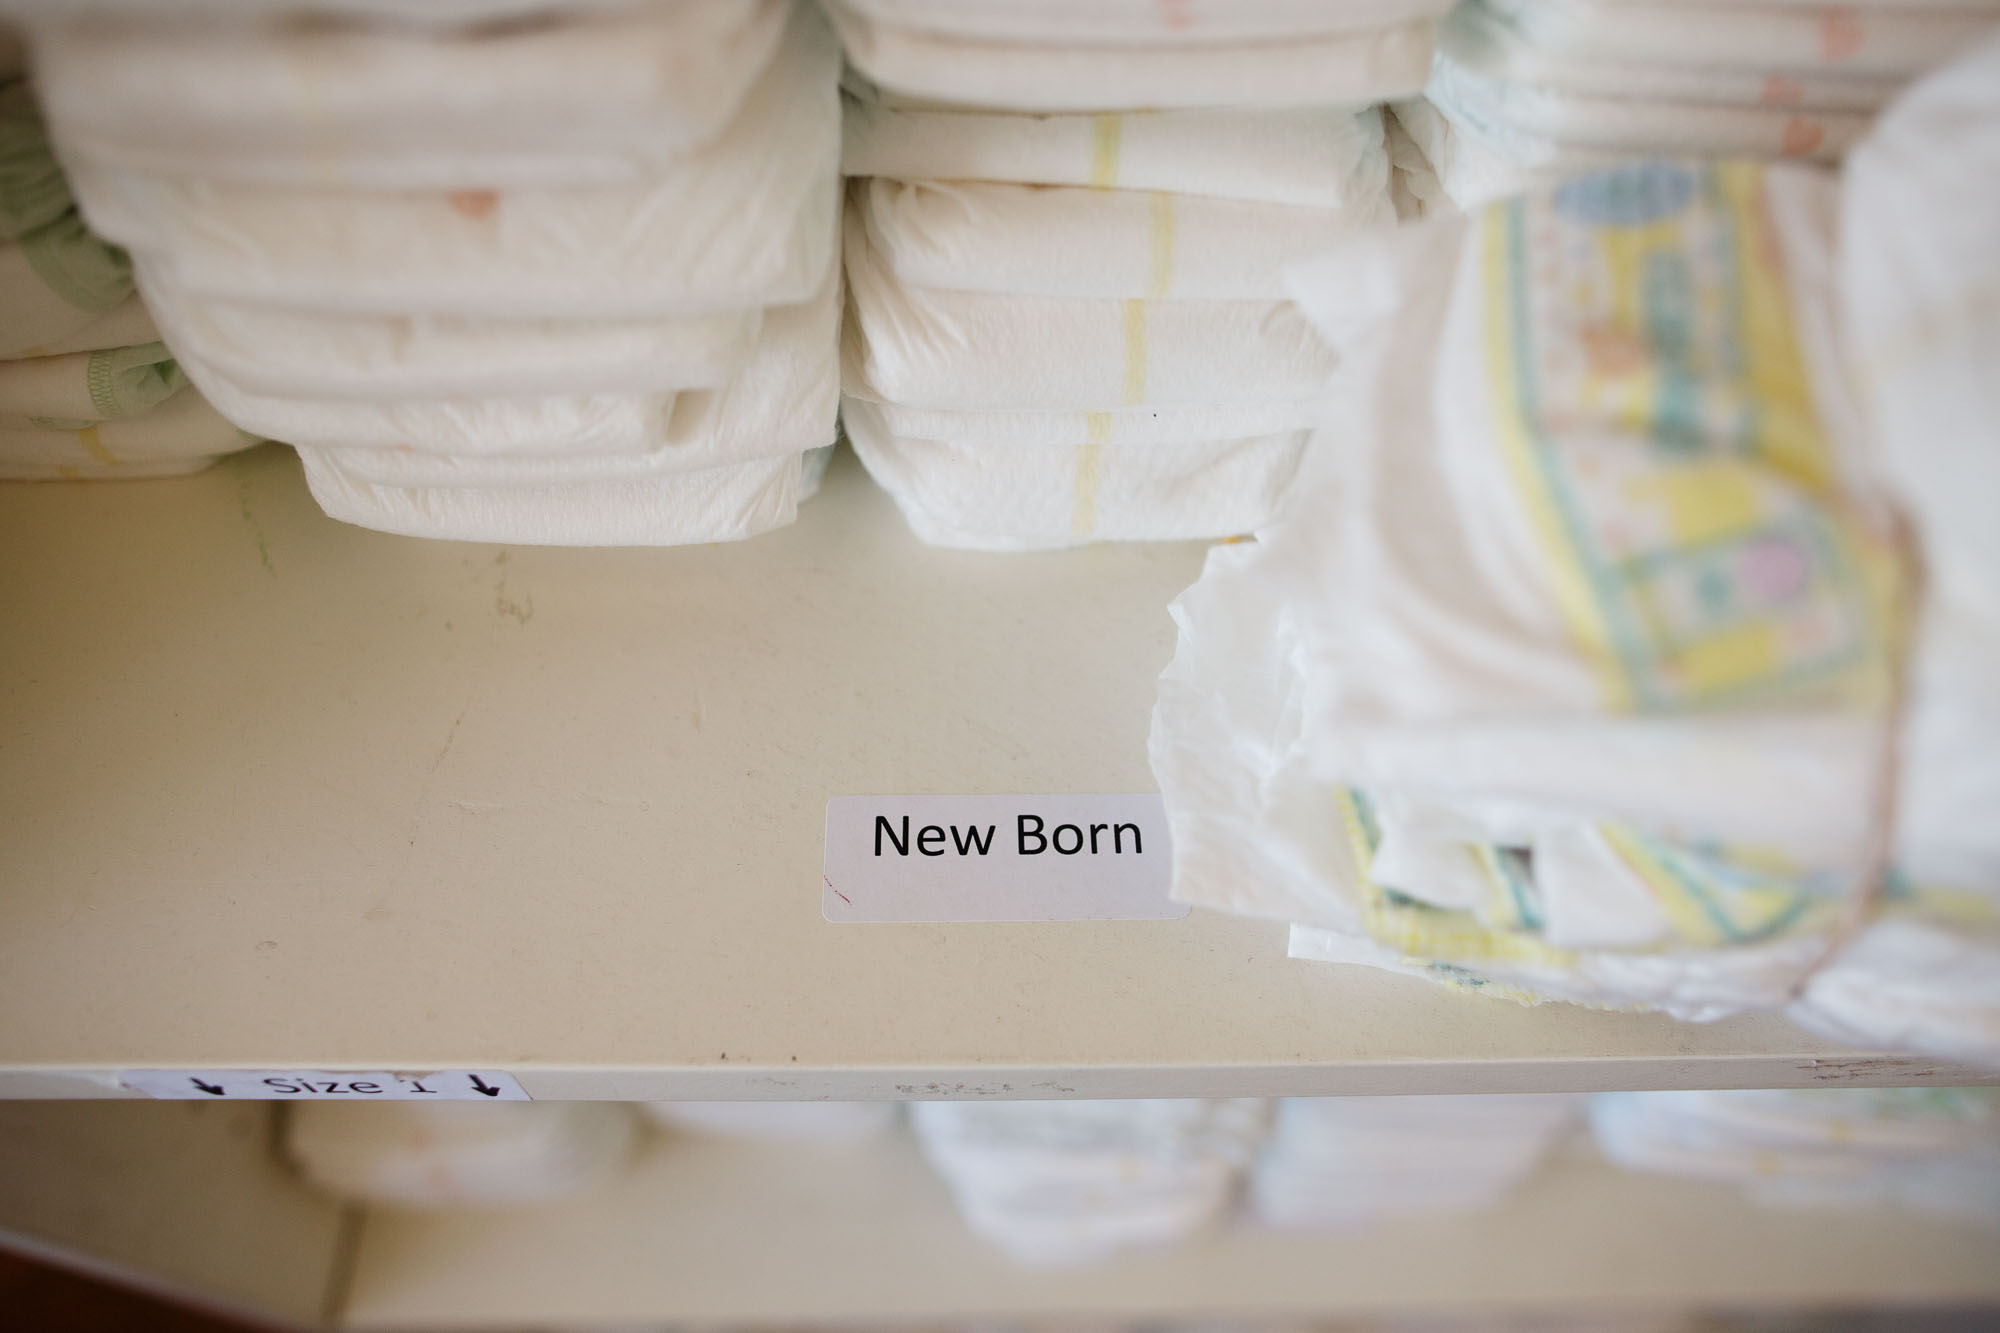 New Born
↓ Size 1 ↓